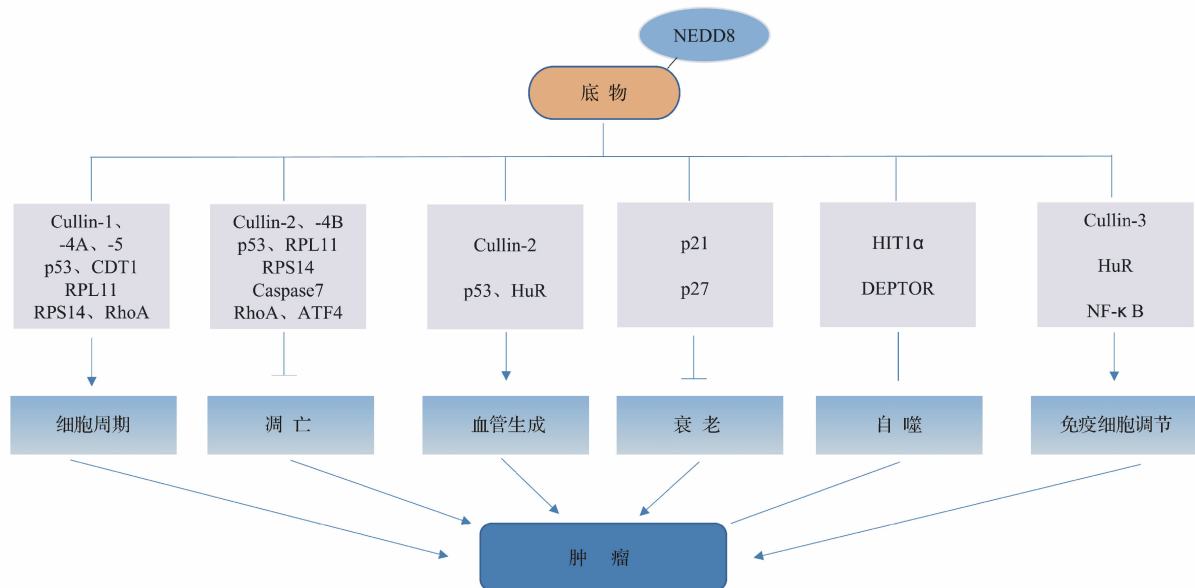 NEDD8
底 物
Cullin-1、
-4A、-5
p53、CDT1
RPL11
RPS14、RhoA
Cullin-2、-4B
p53、RPL11
RPS14
Caspase7
RhoA、ATF4
Cullin-2
p53、HuR
p21
p27
HIT1α
DEPTOR
Cullin-3
HuR
NF-κ B
细胞周期
凋 亡
血管生成
衰 老
自 噬
免疫细胞调节
肿 瘤